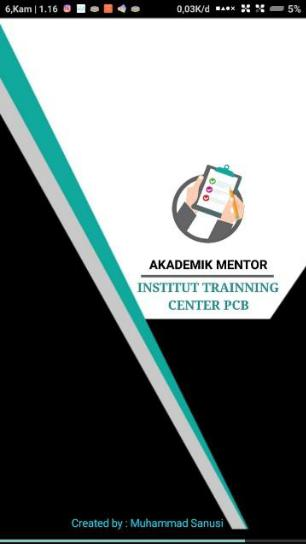 6,Kam | 1.16
0,03K/d
5%
AKADEMIK MENTOR
INSTITUT TRAINNING
CENTER PCB
Created by : Muhammad Sanusi